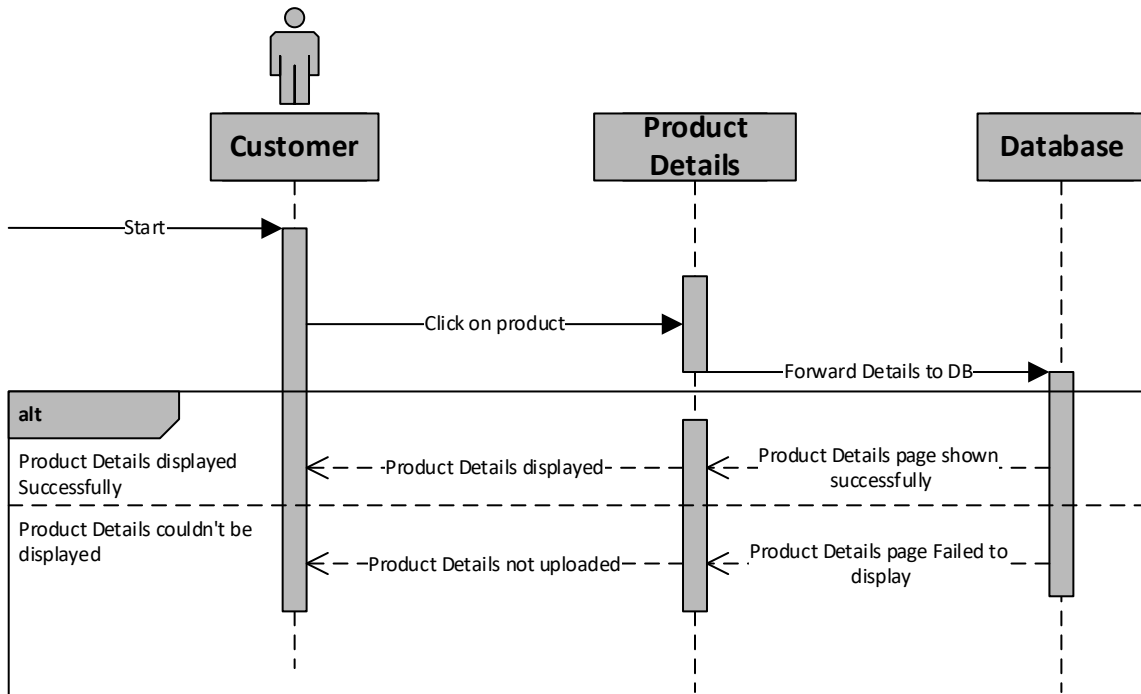 Customer
Product
Details
Database
Start
Click on product
Forward Details to DB
alt
Product Details displayed
Successfully
Product Details displayed
Product Details page shown
successfully
Product Details couldn't be
displayed
Product Details not uploaded
Product Details page Failed to
display